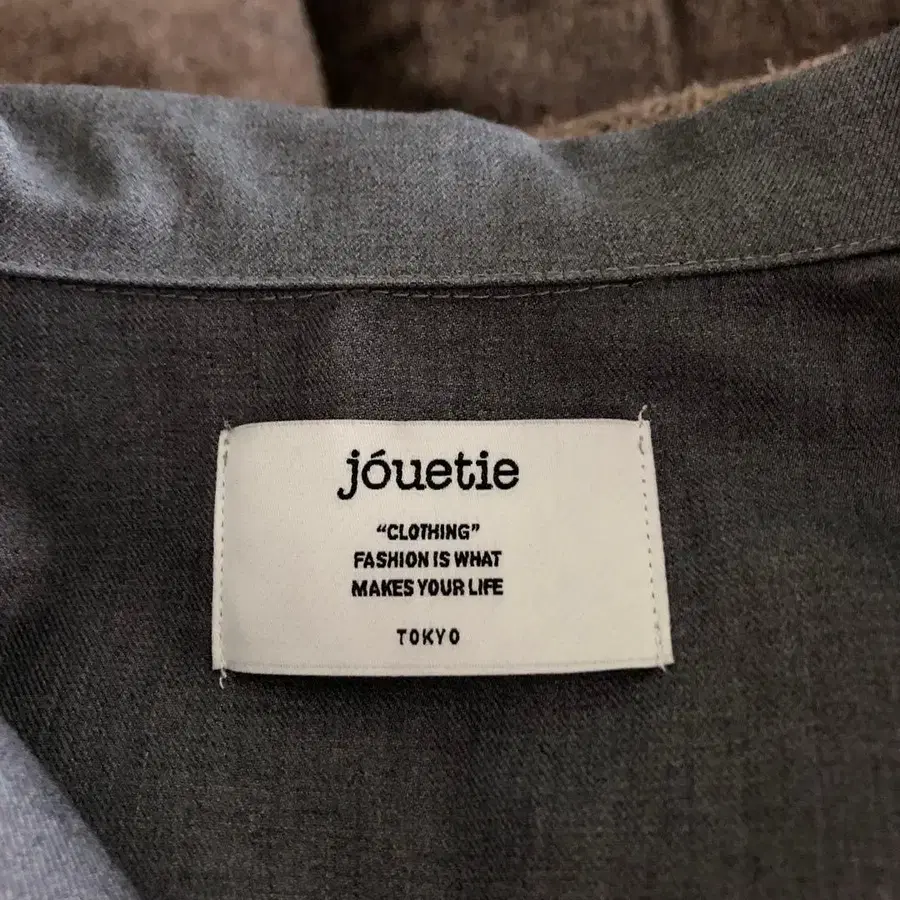 jóuetie
“CLOTHING”
FASHION IS WHAT
MAKES YOUR LIFE
TOKYO